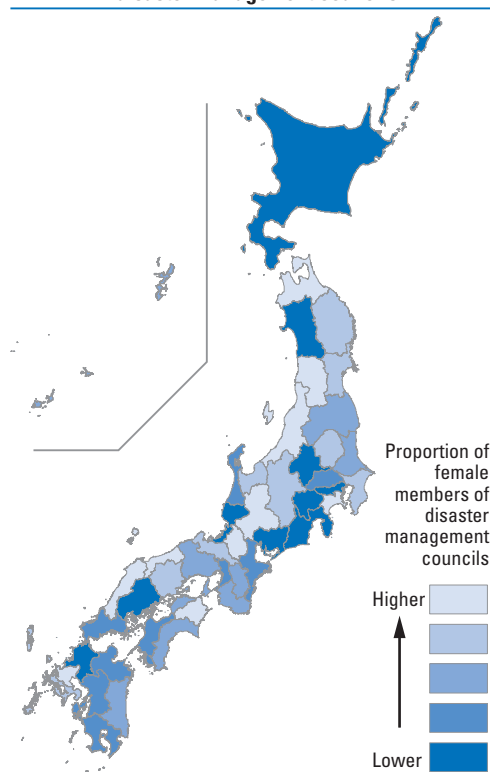 Proportion of
female
members of
disaster
management
councils
Higher
Lower